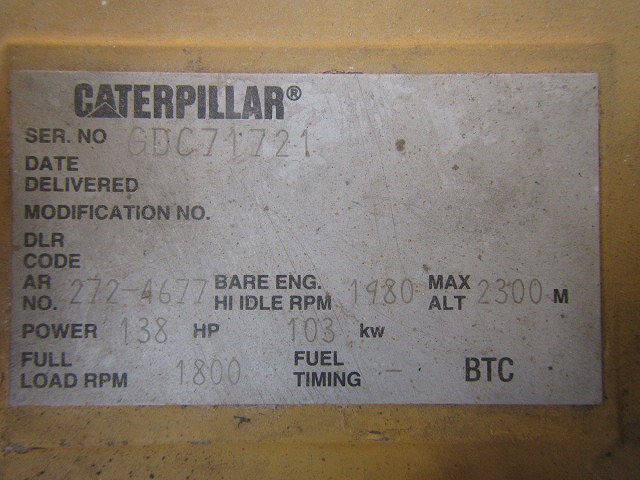 CATERPILLAR®
SER. NO GDC71721
DATE
DELIVERED
MODIFICATION NO.
DLR
CODE
AR
NO. 272-4677 BARE ENG. HI IDLE RPM 1980 MAX ALT 2300 M
POWER 138 HP 103 kw
FULL
LOAD RPM 1800 FUEL TIMING - BTC